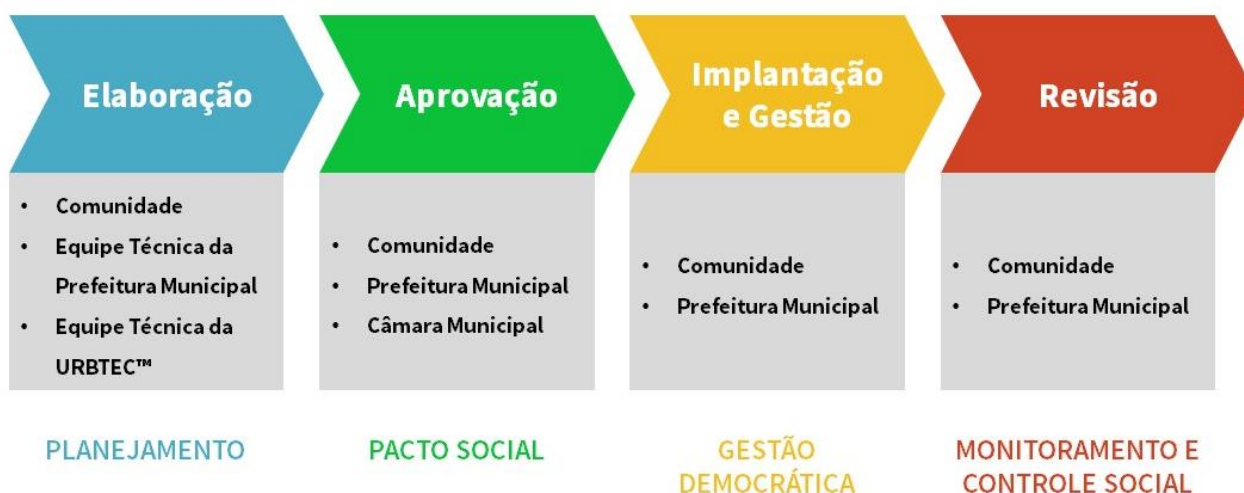 Elaboração
• Comunidade
• Equipe Técnica da
Prefeitura Municipal
• Equipe Técnica da
URBTEC™
PLANEJAMENTO
Aprovação
• Comunidade
• Prefeitura Municipal
• Câmara Municipal
PACTO SOCIAL
Implantação
e Gestão
• Comunidade
• Prefeitura Municipal
GESTÃO
DEMOCRÁTICA
Revisão
• Comunidade
• Prefeitura Municipal
MONITORAMENTO E
CONTROLE SOCIAL